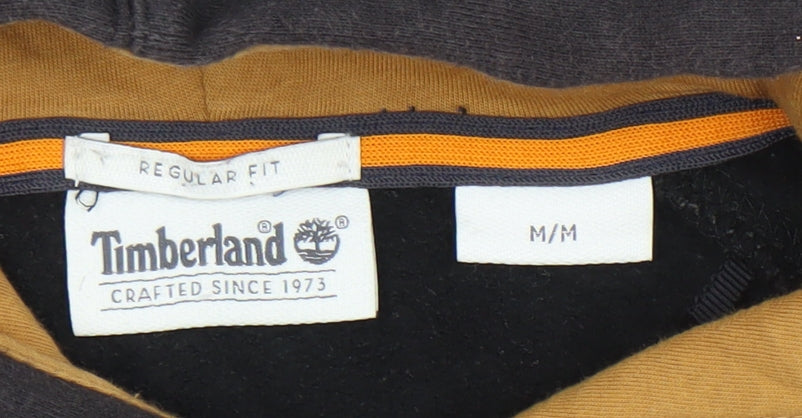 REGULAR FIT
Timberland® ®
CRAFTED SINCE 1973
M/M